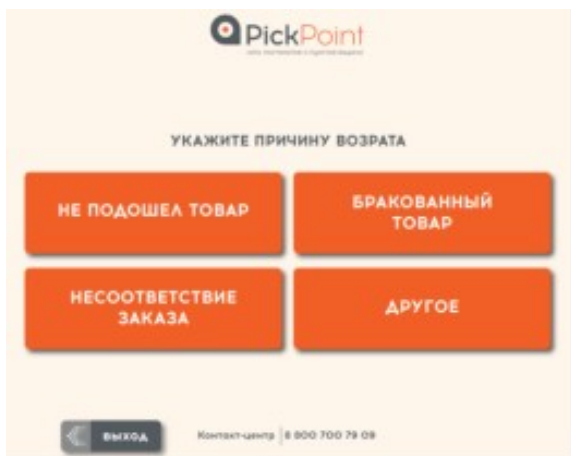 PickPoint
УКАЖИТЕ ПРИЧИНУ ВОЗРАТА
НЕ ПОДОШЕЛ ТОВАР
БРАКОВАННЫЙ
ТОВАР
НЕСООТВЕТСТВИЕ
ЗАКАЗА
ДРУГОЕ
ВЫХОД
Контакт-центр 8 800 700 79 09